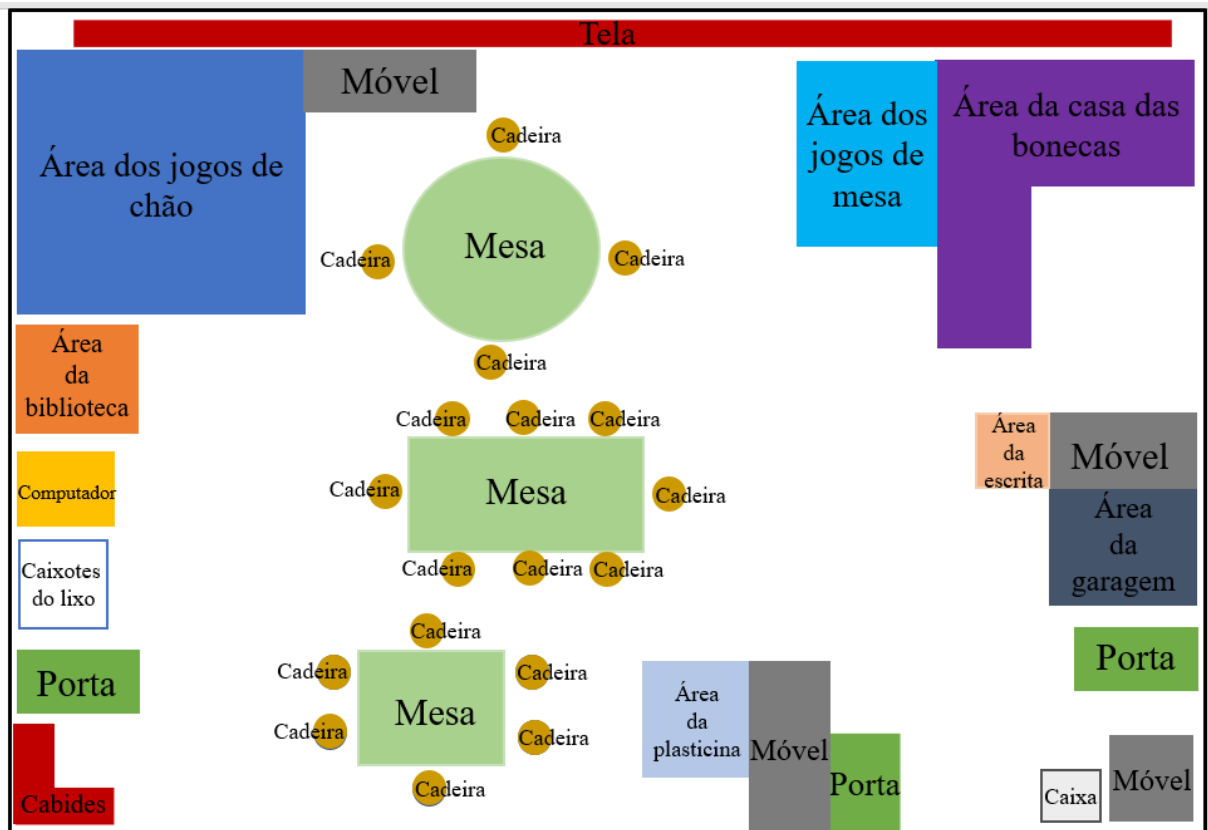 Tela
Móvel
Área dos jogos de
chão
Área dos
jogos de
mesa
Área da casa das
bonecas
Cadeira
Mesa
Cadeira
Cadeira
Cadeira
Área
da
biblioteca
Cadeira
Cadeira
Cadeira
Computador
Cadeira
Mesa
Cadeira
Área
da
escrita
Móvel
Caixotes
do lixo
Cadeira
Cadeira
Cadeira
Área
da
garagem
Porta
Cadeira
Cadeira
Cadeira
Mesa
Cadeira
Cadeira
Cadeira
Área
da
plasticina
Móvel
Porta
Porta
Cabides
Caixa
Móvel